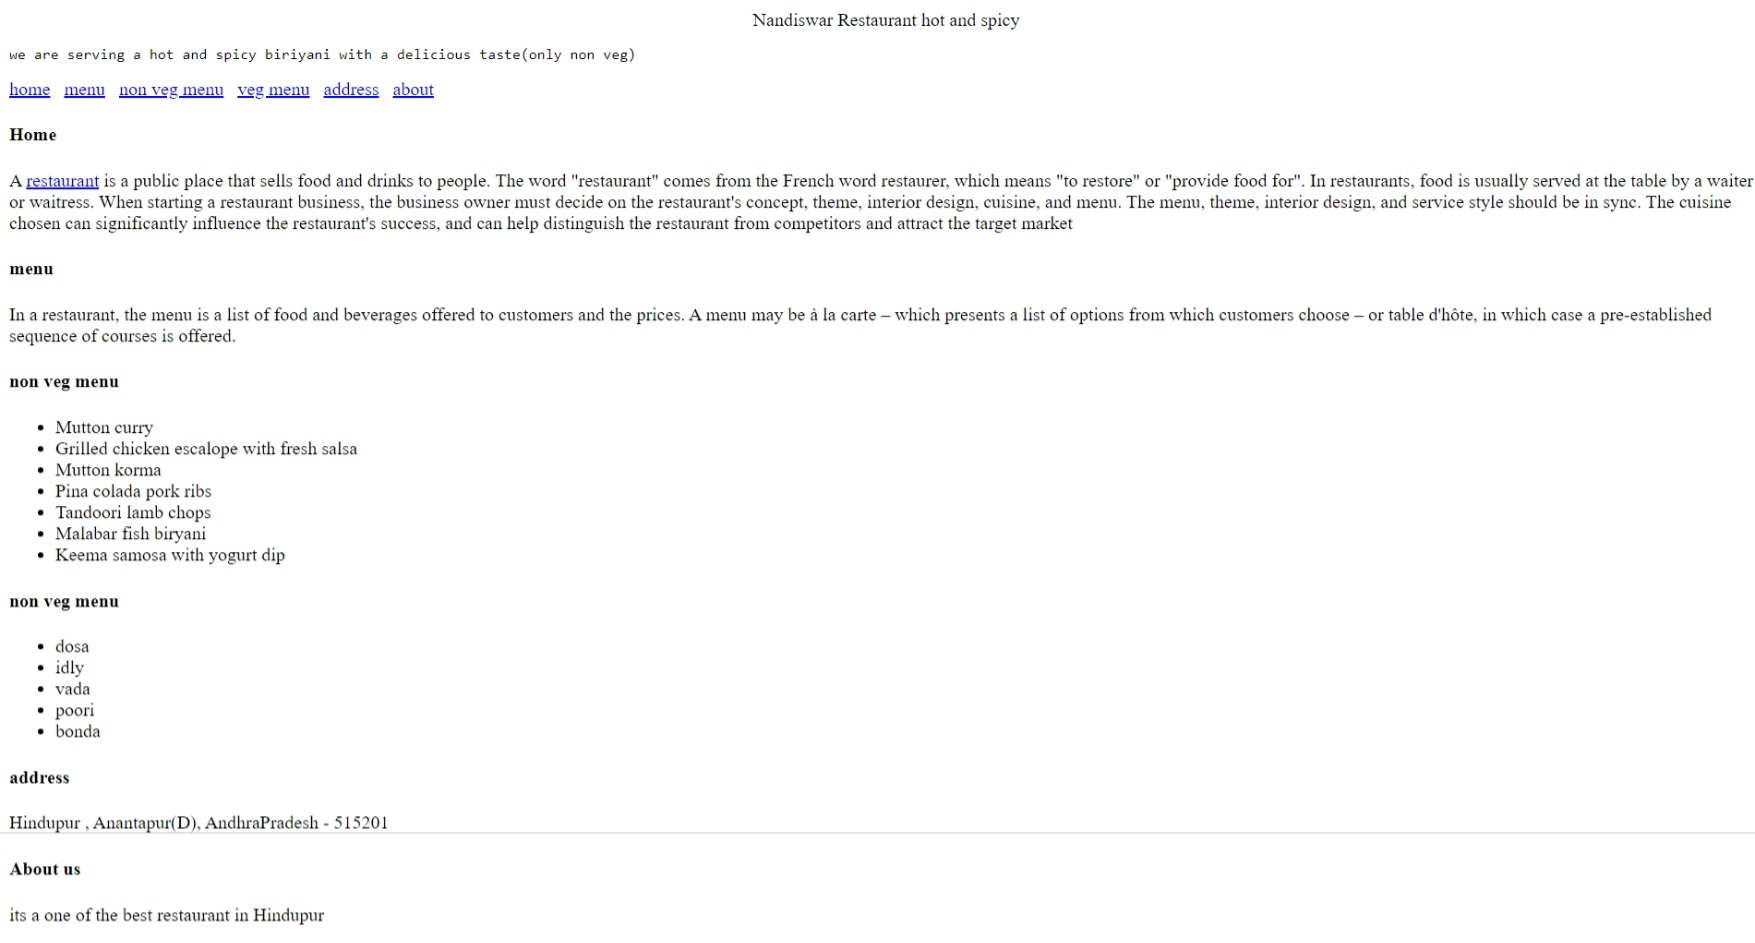 Nandiswar Restaurant hot and spicy
we are serving a hot and spicy biriyani with a delicious taste(only non veg)
home menu non veg menu veg menu address about
Home
A restaurant is a public place that sells food and drinks to people. The word "restaurant" comes from the French word restaurer, which means "to restore" or "provide food for". In restaurants, food is usually served at the table by a waiter
or waitress. When starting a restaurant business, the business owner must decide on the restaurant's concept, theme, interior design, cuisine, and menu. The menu, theme, interior design, and service style should be in sync. The cuisine
chosen can significantly influence the restaurant's success, and can help distinguish the restaurant from competitors and attract the target market
menu
In a restaurant, the menu is a list of food and beverages offered to customers and the prices. A menu may be à la carte – which presents a list of options from which customers choose – or table d'hôte, in which case a pre-established
sequence of courses is offered.
non veg menu
• Mutton curry
• Grilled chicken escalope with fresh salsa
• Mutton korma
• Pina colada pork ribs
• Tandoori lamb chops
• Malabar fish biryani
• Keema samosa with yogurt dip
non veg menu
• dosa
• idly
• vada
• poori
• bonda
address
Hindupur , Anantapur(D), AndhraPradesh - 515201
About us
its a one of the best restaurant in Hindupur